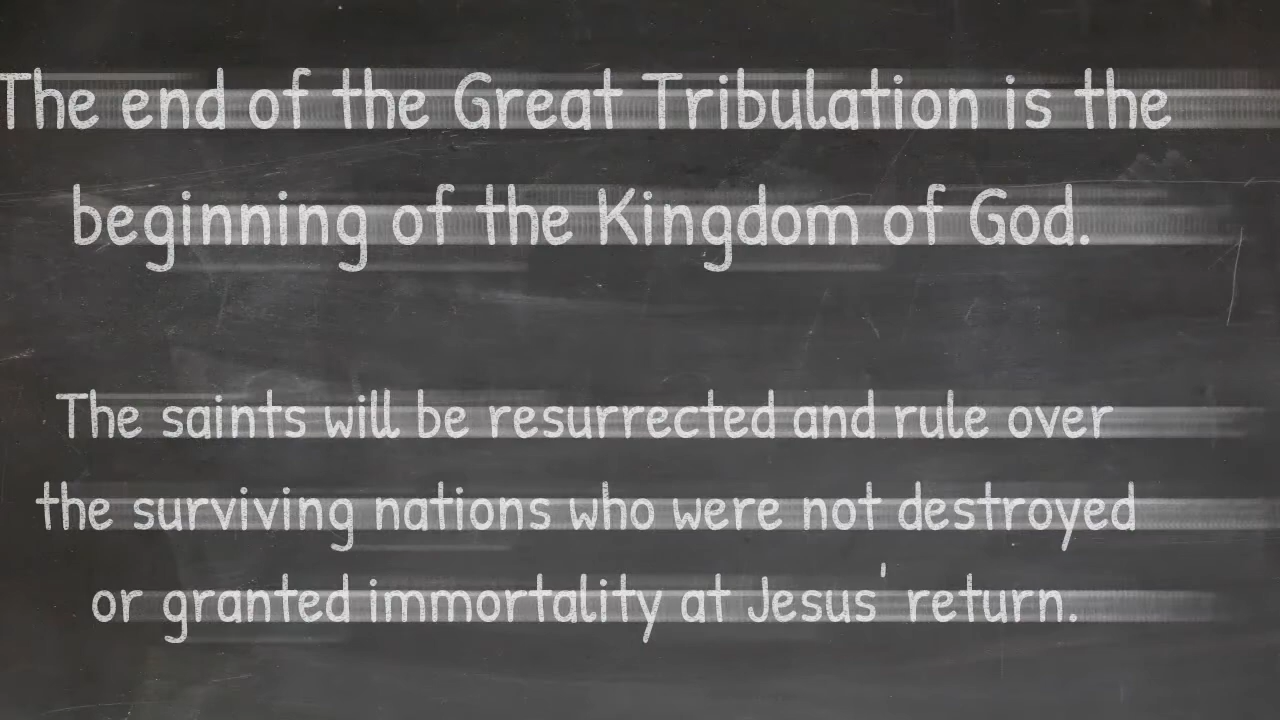 The end of the Great Tribulation is the
beginning of the Kingdom of God.
The saints will be resurrected and rule over
the surviving nations who were not destroyed
or granted immortality at Jesus' return.